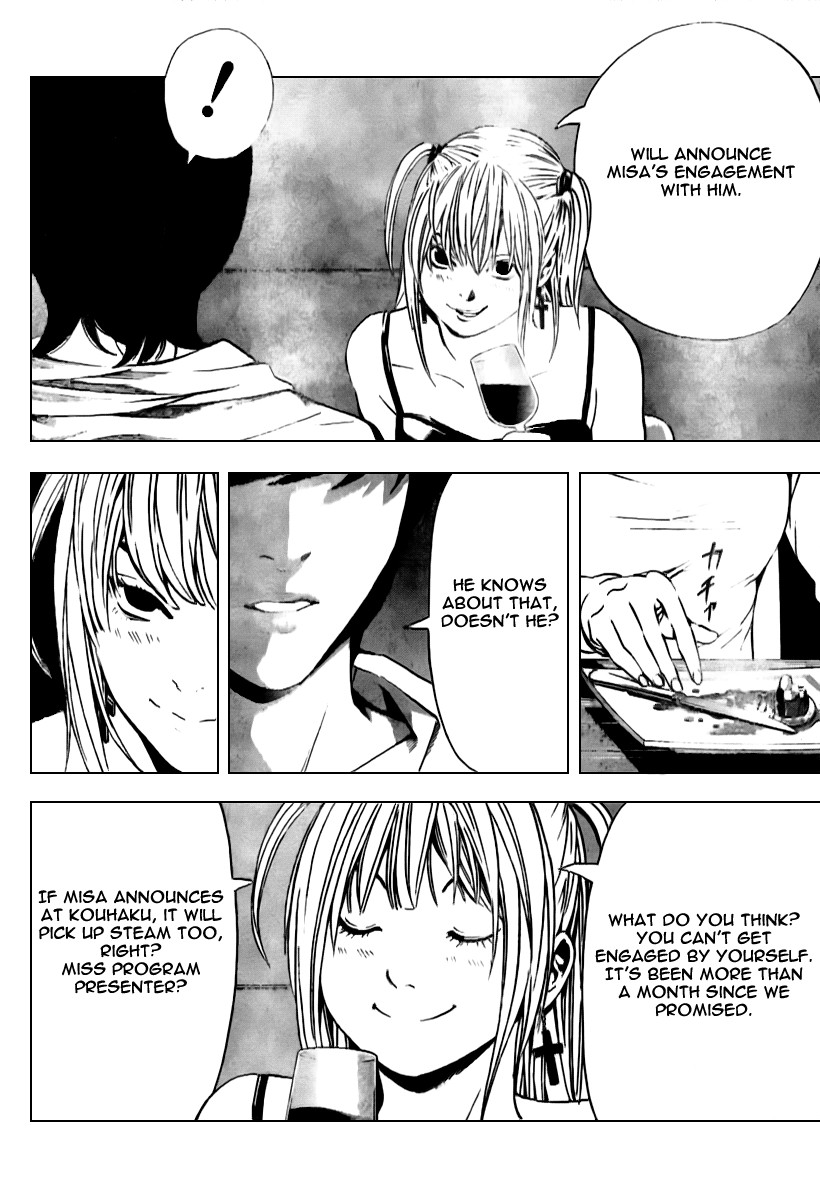 WILL ANNOUNCE
MISA'S ENGAGEMENT
WITH HIM.
!
カチャ
HE KNOWS
ABOUT THAT,
DOESN'T HE?
WHAT DO YOU THINK?
YOU CAN'T GET
ENGAGED BY YOURSELF.
IT'S BEEN MORE THAN
A MONTH SINCE WE
PROMISED.
IF MISA ANNOUNCES
AT KOUHAKU, IT WILL
PICK UP STEAM TOO,
RIGHT?
MISS PROGRAM
PRESENTER?